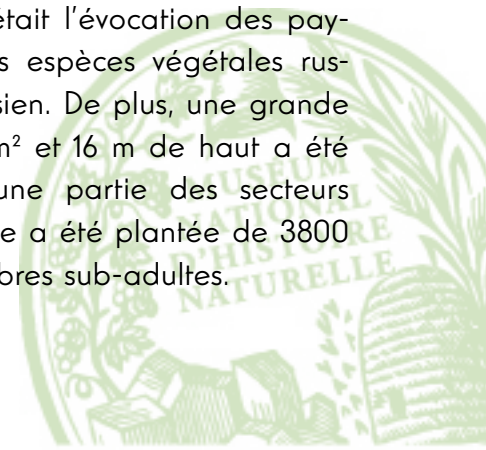 était l'évocation des pay-
s espèces végétales rus-
sien. De plus, une grande
m² et 16 m de haut a été
une partie des secteurs
e a été plantée de 3800
bres sub-adultes.
MUSEUM
NATIONAL
D'HISTOIRE
NATURELLE